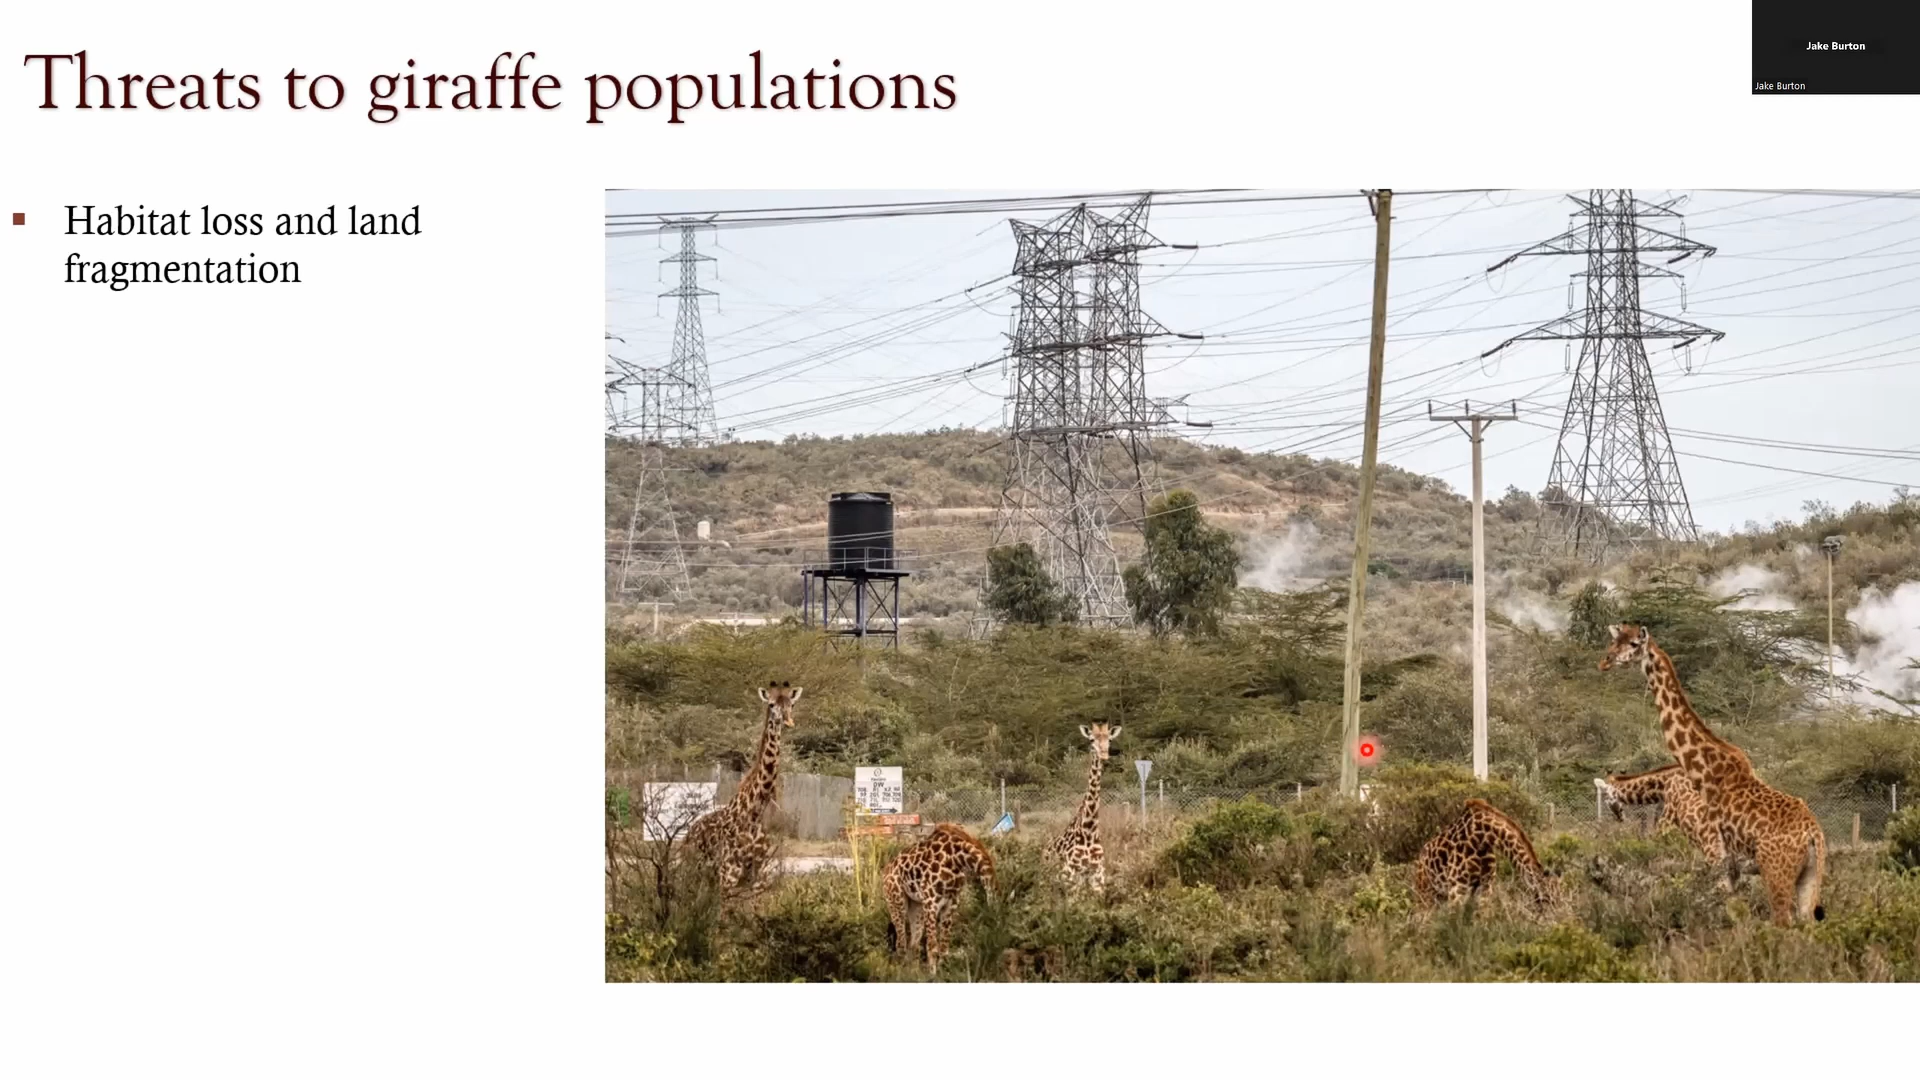 Threats to giraffe populations
Jake Burton
Jake Burton
Habitat loss and land
fragmentation